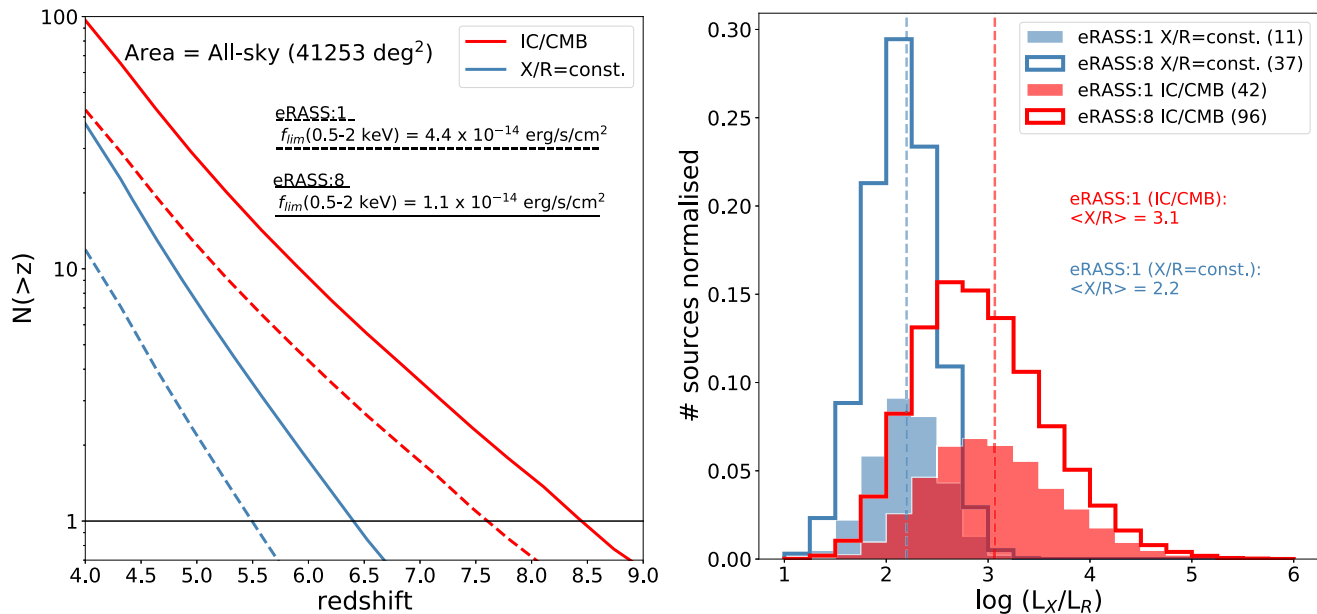 100
10
1
N(>z)
Area = All-sky (41253 deg²)
IC/CMB
X/R=const.
eRASS:1
f_lim(0.5-2 keV) = 4.4 x 10⁻¹⁴ erg/s/cm²
eRASS:8
f_lim(0.5-2 keV) = 1.1 x 10⁻¹⁴ erg/s/cm²
4.0 4.5 5.0 5.5 6.0 6.5 7.0 7.5 8.0 8.5 9.0
redshift
0.30
0.25
0.20
0.15
0.10
0.05
0.00
# sources normalised
eRASS:1 X/R=const. (11)
eRASS:8 X/R=const. (37)
eRASS:1 IC/CMB (42)
eRASS:8 IC/CMB (96)
eRASS:1 (IC/CMB):
<X/R> = 3.1
eRASS:1 (X/R=const.):
<X/R> = 2.2
1 2 3 4 5 6
log (L_X/L_R)